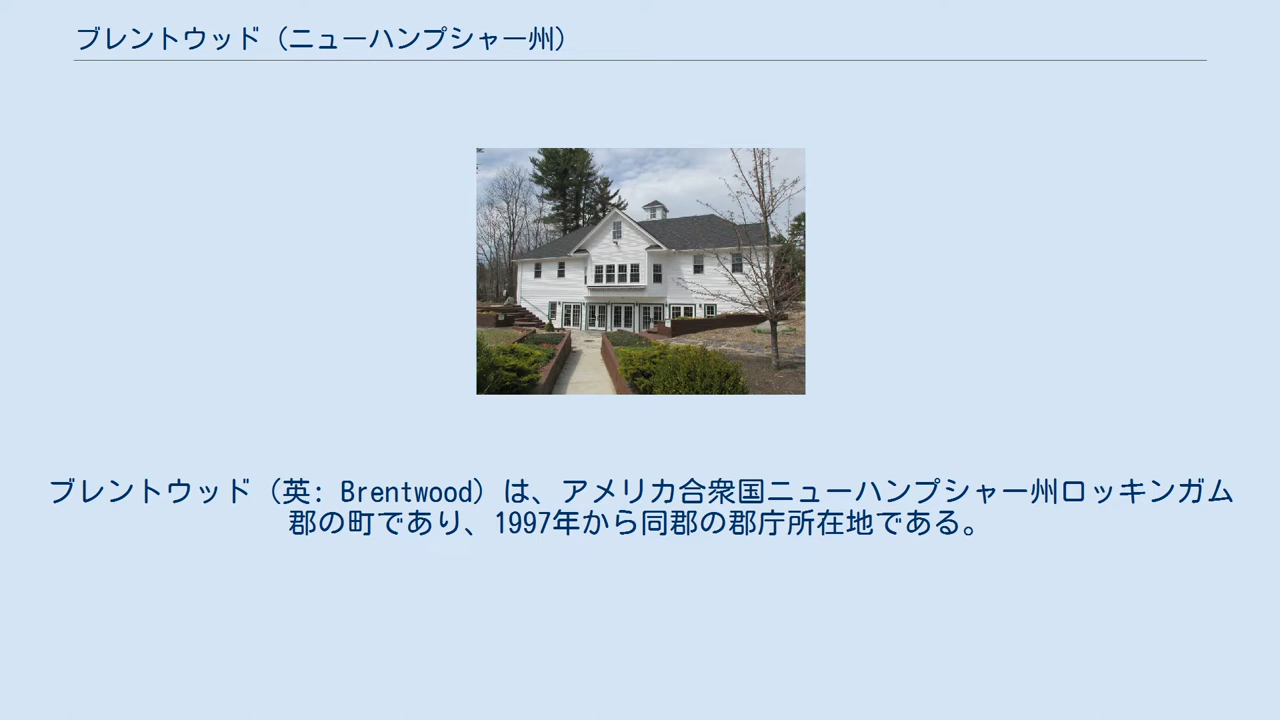 ブレントウッド（ニューハンプシャー州）
ブレントウッド（英: Brentwood）は、アメリカ合衆国ニューハンプシャー州ロッキンガム
郡の町であり、1997年から同郡の郡庁所在地である。